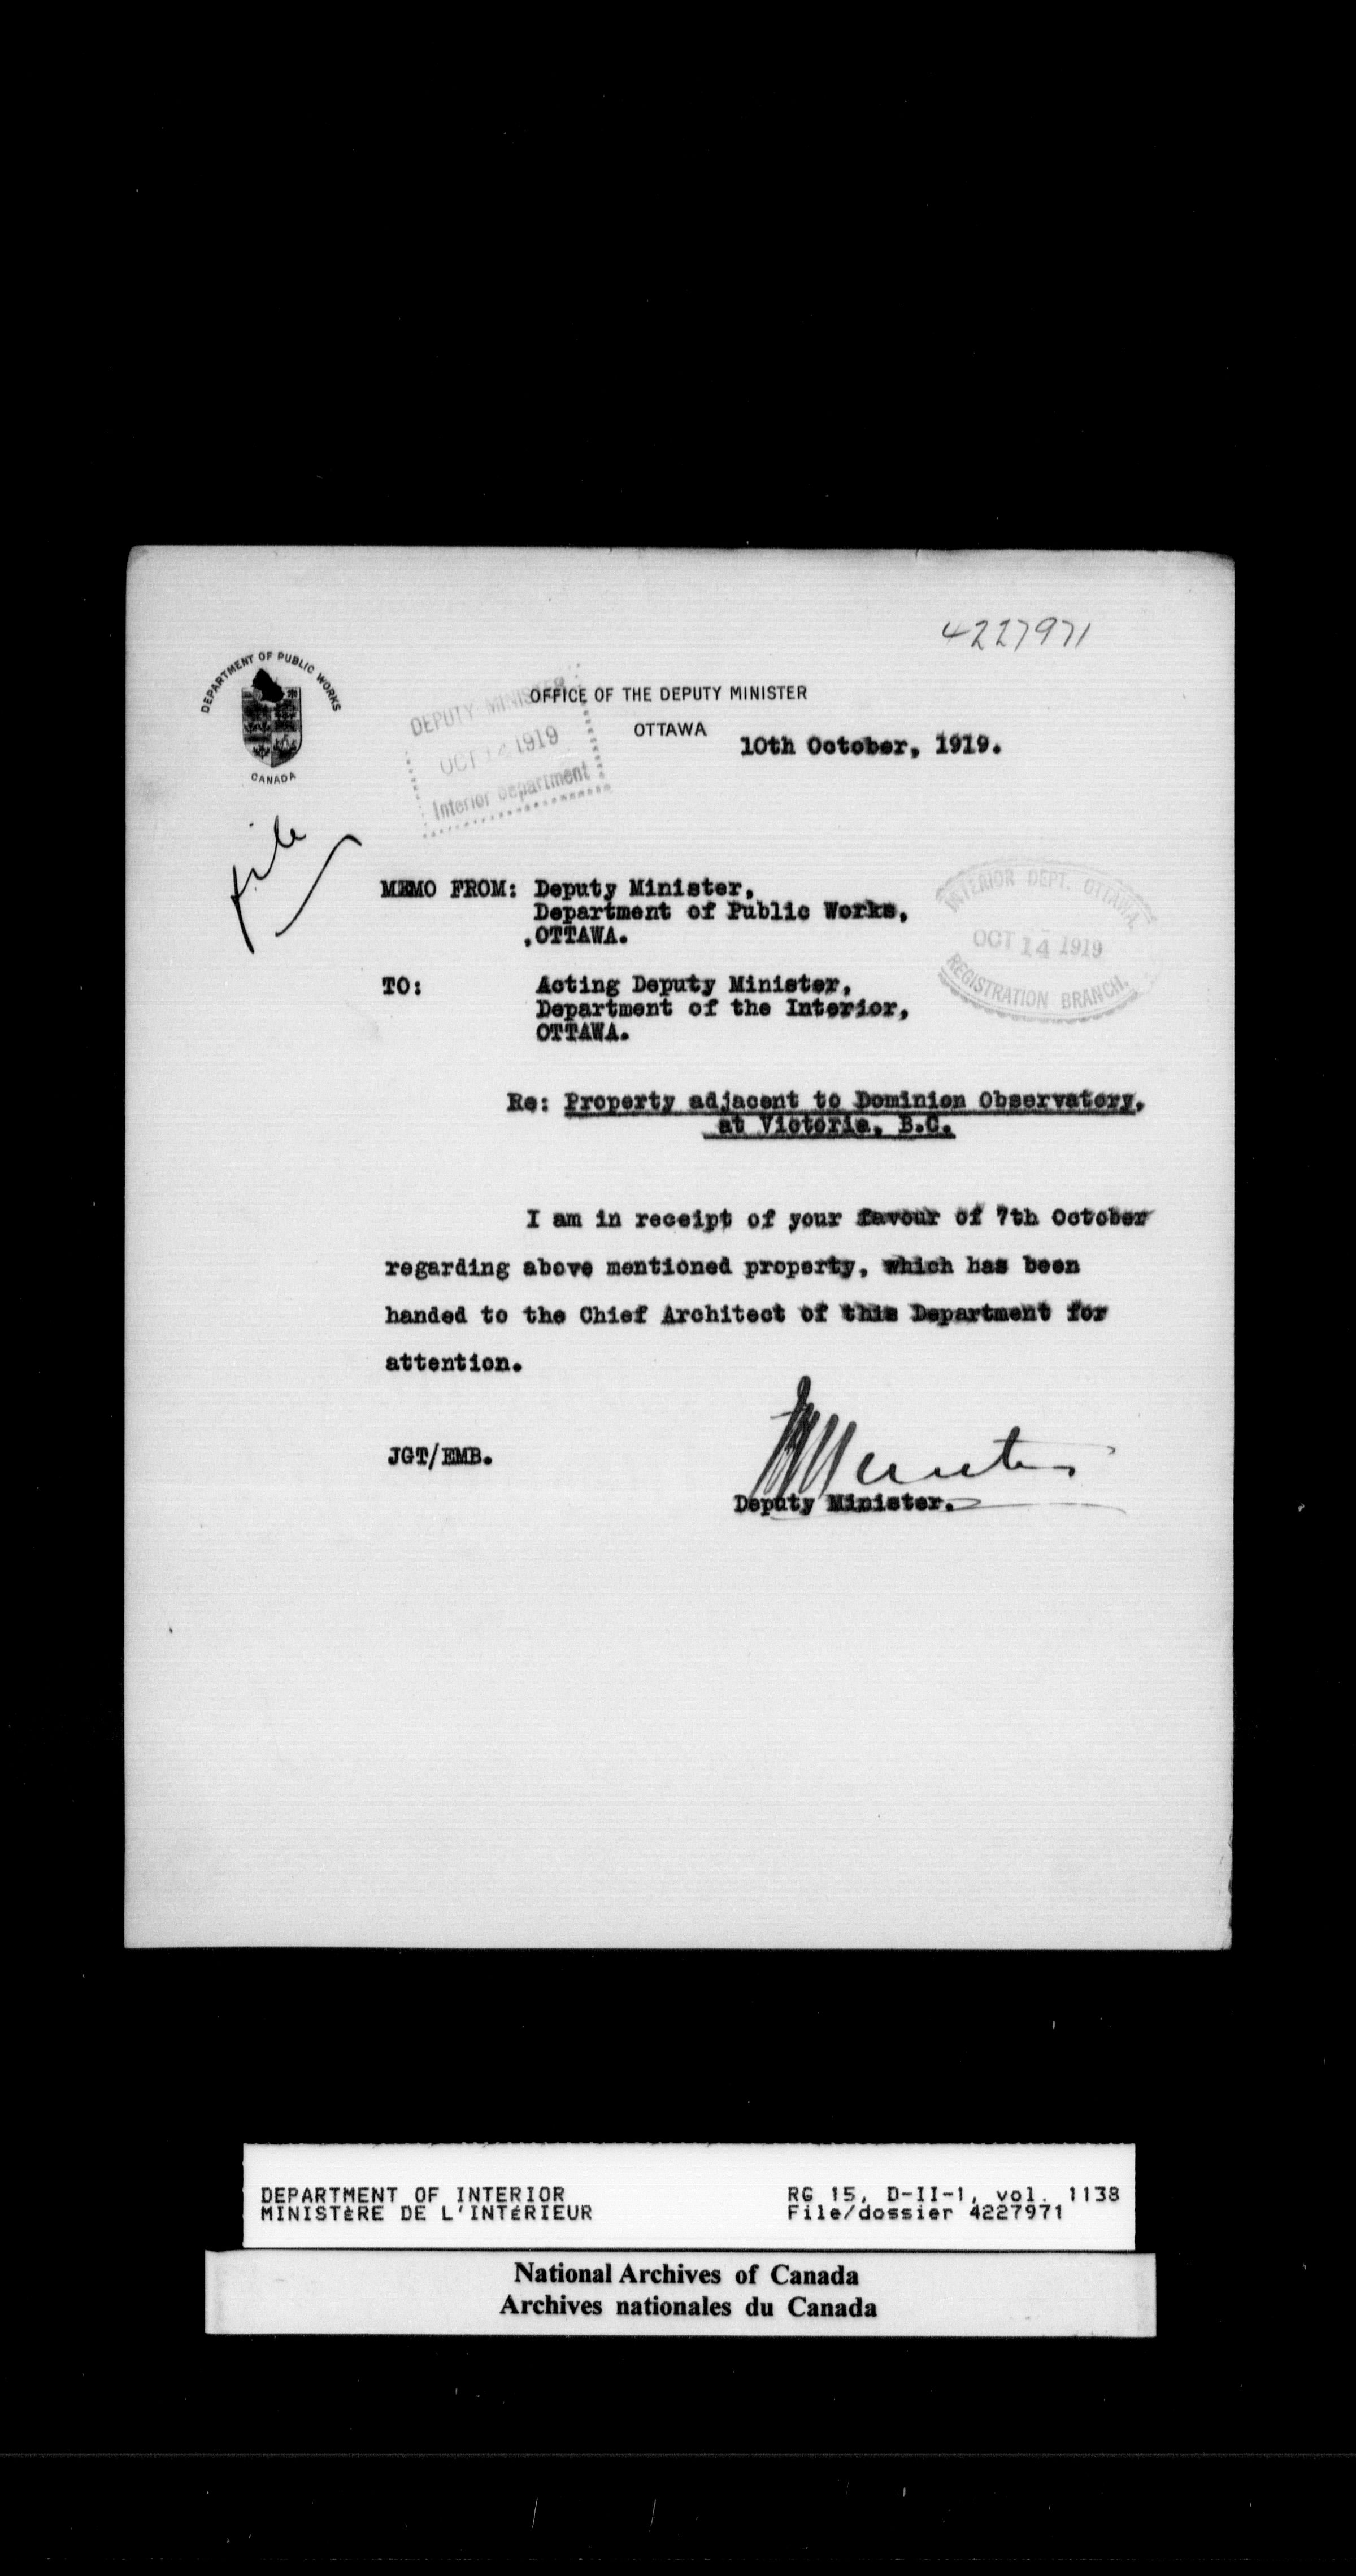 4227971
DEPARTMENT OF PUBLIC WORKS
CANADA
OFFICE OF THE DEPUTY MINISTER
OTTAWA
10th October, 1919.
DEPUTY MINISTER
OCT 14 1919
Interior Department
file
MEMO FROM: Deputy Minister,
Department of Public Works,
,OTTAWA.
INTERIOR DEPT. OTTAWA.
OCT 14 1919
REGISTRATION BRANCH.
TO: Acting Deputy Minister,
Department of the Interior,
OTTAWA.
Re: Property adjacent to Dominion Observatory,
at Victoria, B.C.
I am in receipt of your favour of 7th October
regarding above mentioned property, which has been
handed to the Chief Architect of this Department for
attention.
JGT/EMB.
Deputy Minister.
DEPARTMENT OF INTERIOR RG 15, D-II-1, vol. 1138
MINISTÈRE DE L'INTÉRIEUR File/dossier 4227971
National Archives of Canada
Archives nationales du Canada